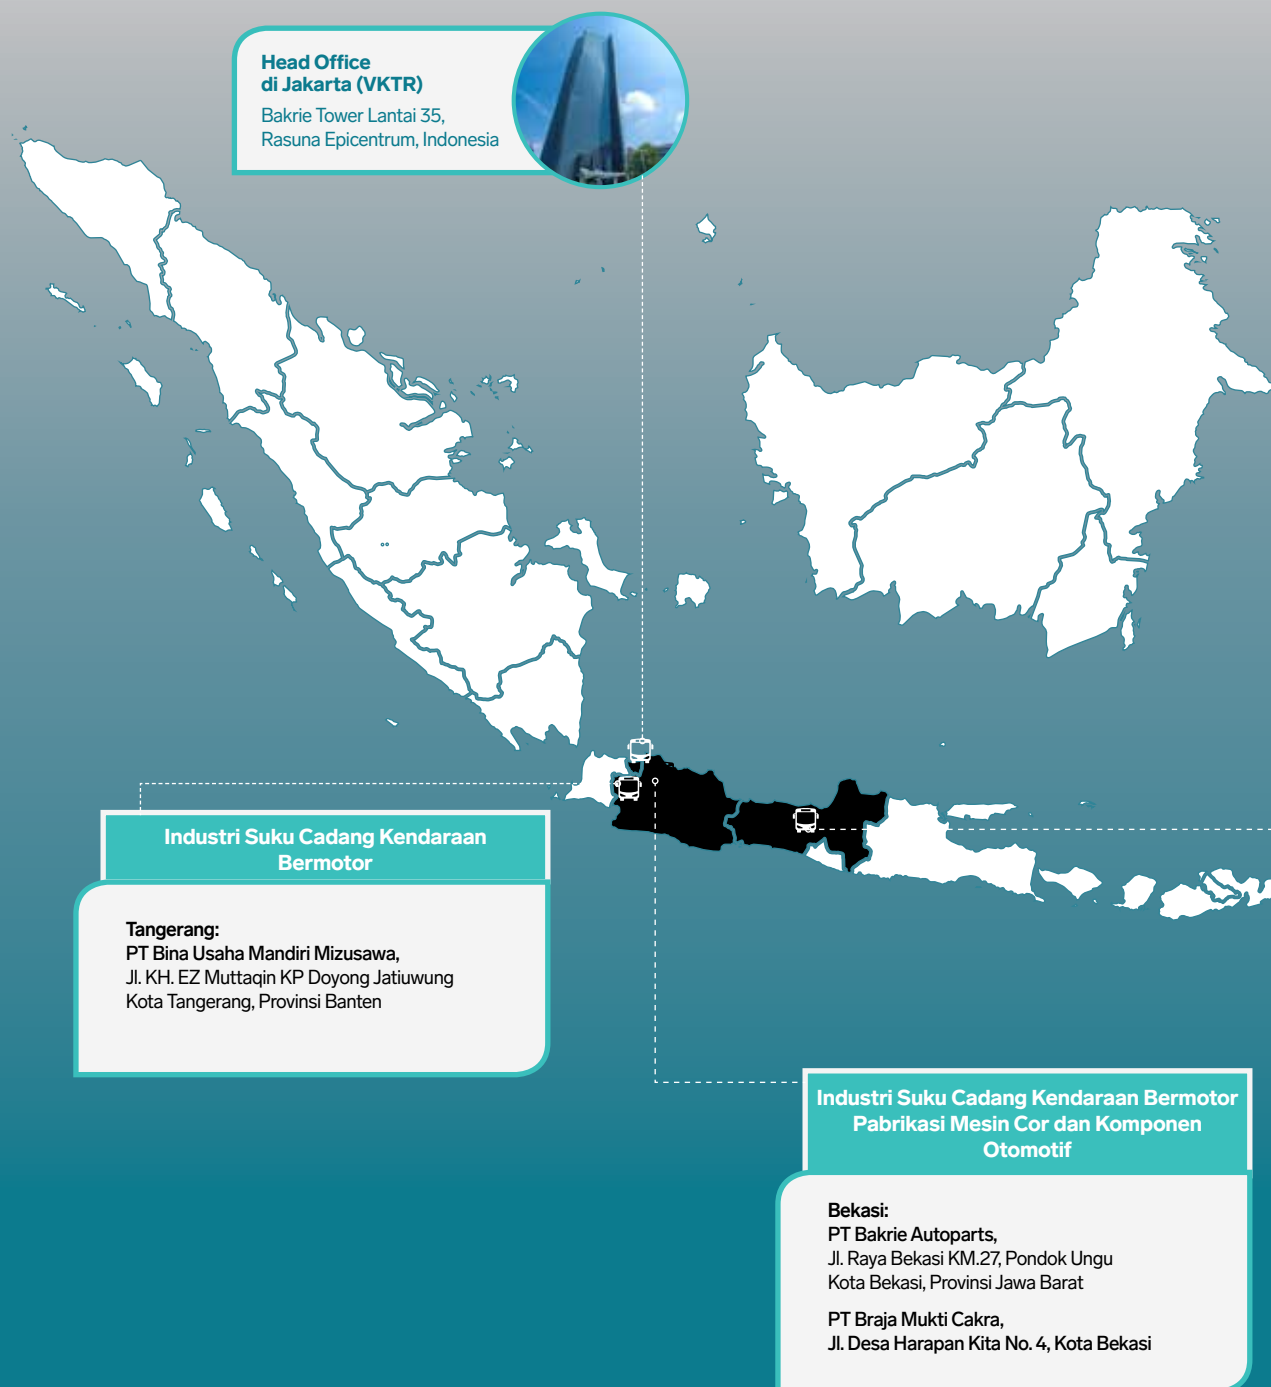 Head Office
di Jakarta (VKTR)
Bakrie Tower Lantai 35,
Rasuna Epicentrum, Indonesia
Industri Suku Cadang Kendaraan
Bermotor
Tangerang:
PT Bina Usaha Mandiri Mizusawa,
Jl. KH. EZ Muttaqin KP Doyong Jatiuwung
Kota Tangerang, Provinsi Banten
Industri Suku Cadang Kendaraan Bermotor
Pabrikasi Mesin Cor dan Komponen
Otomotif
Bekasi:
PT Bakrie Autoparts,
Jl. Raya Bekasi KM.27, Pondok Ungu
Kota Bekasi, Provinsi Jawa Barat
PT Braja Mukti Cakra,
Jl. Desa Harapan Kita No. 4, Kota Bekasi